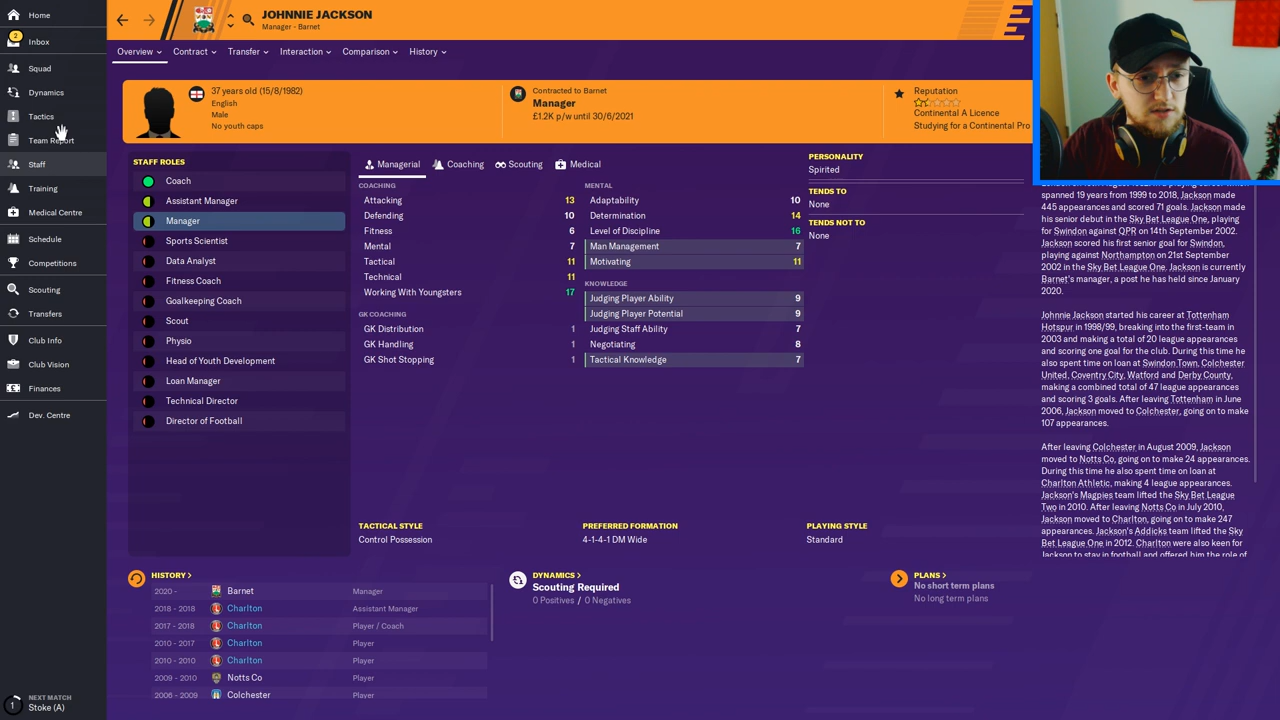 Home
2
Inbox
Squad
Dynamics
Tactics
Team Report
Staff
Training
Medical Centre
Schedule
Competitions
Scouting
Transfers
Club Info
Club Vision
Finances
Dev. Centre
1
NEXT MATCH
Stoke (A)
JOHNNIE JACKSON
Manager - Barnet
Overview
Contract
Transfer
Interaction
Comparison
History
37 years old (15/8/1982)
English
Male
No youth caps
Contracted to Barnet
Manager
£1.2K p/w until 30/6/2021
Reputation
Continental A Licence
Studying for a Continental Pro
STAFF ROLES
Coach
Assistant Manager
Manager
Sports Scientist
Data Analyst
Fitness Coach
Goalkeeping Coach
Scout
Physio
Head of Youth Development
Loan Manager
Technical Director
Director of Football
Managerial
Coaching
Scouting
Medical
COACHING
Attacking 13
Defending 10
Fitness 6
Mental 7
Tactical 11
Technical 11
Working With Youngsters 17
GK COACHING
GK Distribution 1
GK Handling 1
GK Shot Stopping 1
MENTAL
Adaptability 10
Determination 14
Level of Discipline 16
Man Management 7
Motivating 11
KNOWLEDGE
Judging Player Ability 9
Judging Player Potential 9
Judging Staff Ability 7
Negotiating 8
Tactical Knowledge 7
PERSONALITY
Spirited
TENDS TO
None
TENDS NOT TO
None
TACTICAL STYLE
Control Possession
PREFERRED FORMATION
4-1-4-1 DM Wide
PLAYING STYLE
Standard
spanned 19 years from 1999 to 2018, Jackson made
445 appearances and scored 71 goals. Jackson made
his senior debut in the Sky Bet League One, playing
for Swindon against QPR on 14th September 2002.
Jackson scored his first senior goal for Swindon,
playing against Northampton on 21st September
2002 in the Sky Bet League One. Jackson is currently
Barnet's manager, a post he has held since January
2020.
Johnnie Jackson started his career at Tottenham
Hotspur in 1998/99, breaking into the first-team in
2003 and making a total of 20 league appearances
and scoring one goal for the club. During this time he
also spent time on loan at Swindon Town, Colchester
United, Coventry City, Watford and Derby County,
making a combined total of 47 league appearances
and scoring 3 goals. After leaving Tottenham in June
2006, Jackson moved to Colchester, going on to make
107 appearances.
After leaving Colchester in August 2009, Jackson
moved to Notts Co, going on to make 24 appearances.
During this time he also spent time on loan at
Charlton Athletic, making 4 league appearances.
Jackson's Magpies team lifted the Sky Bet League
Two in 2010. After leaving Notts Co in July 2010,
Jackson moved to Charlton, going on to make 247
appearances. Jackson's Addicks team lifted the Sky
Bet League One in 2012. Charlton were also keen for
Jackson to stay in football and offered him the role of
HISTORY >
2020 - Barnet Manager
2018 - 2018 Charlton Assistant Manager
2017 - 2018 Charlton Player / Coach
2010 - 2017 Charlton Player
2010 - 2010 Charlton Player
2009 - 2010 Notts Co Player
2006 - 2009 Colchester Player
DYNAMICS >
Scouting Required
0 Positives / 0 Negatives
PLANS >
No short term plans
No long term plans